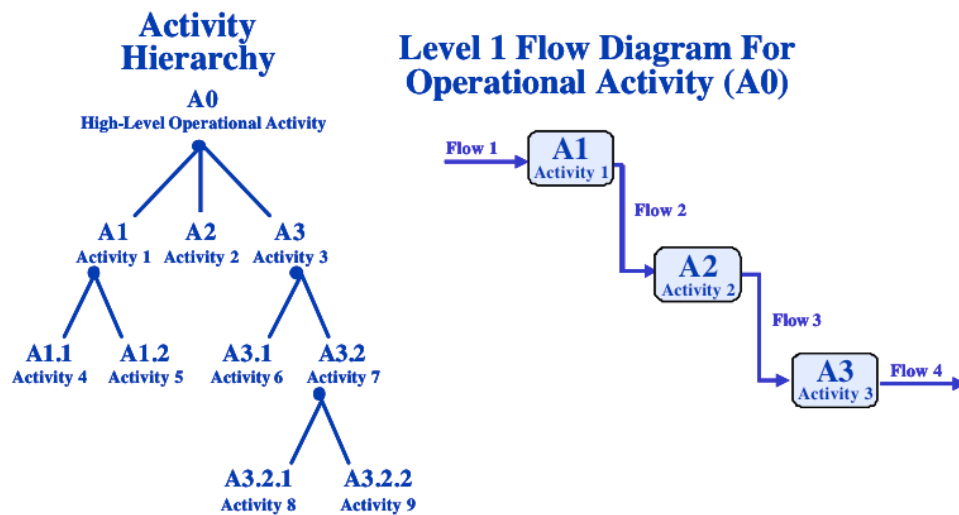 Activity
Hierarchy
A0
High-Level Operational Activity
A1
Activity 1
A2
Activity 2
A3
Activity 3
A1.1
Activity 4
A1.2
Activity 5
A3.1
Activity 6
A3.2
Activity 7
A3.2.1
Activity 8
A3.2.2
Activity 9
Level 1 Flow Diagram For
Operational Activity (A0)
Flow 1
A1
Activity 1
Flow 2
A2
Activity 2
Flow 3
A3
Activity 3
Flow 4